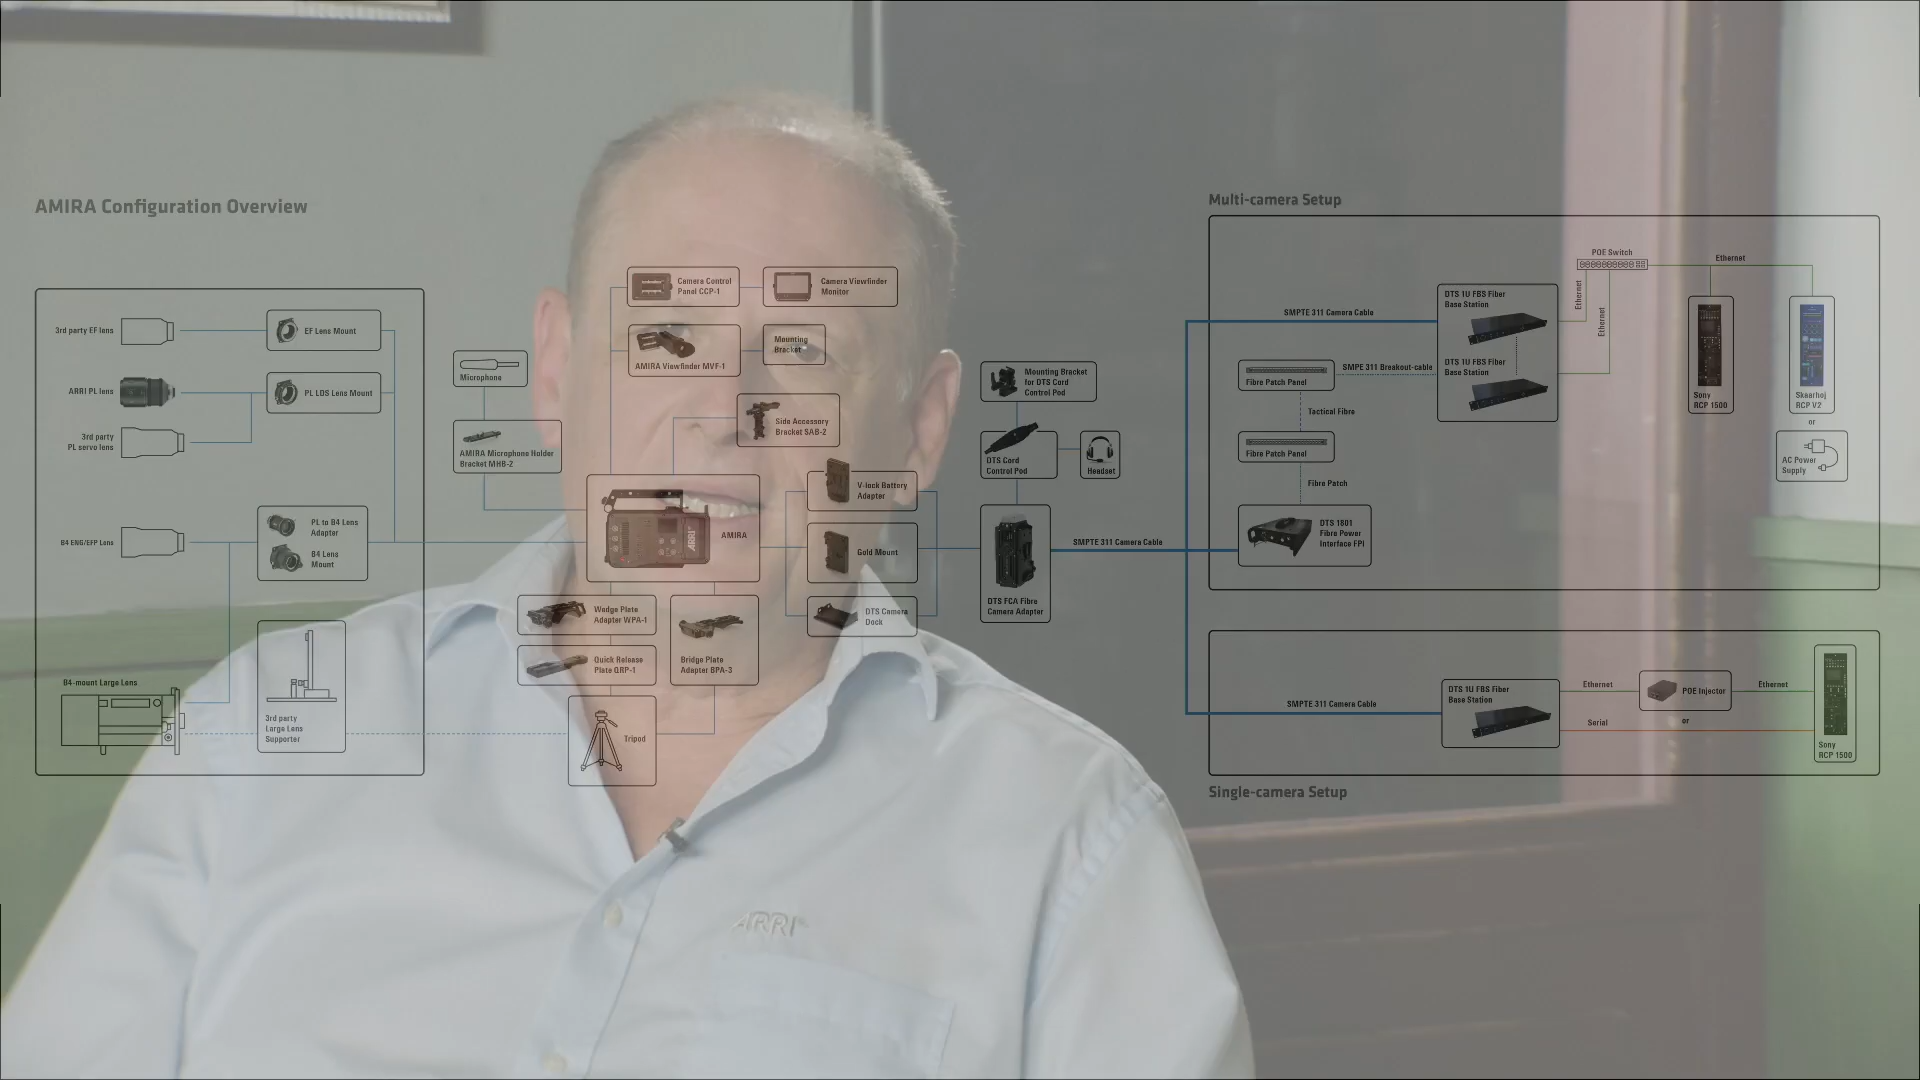 AMIRA Configuration Overview
3rd party EF lens
EF Lens Mount
ARRI PL lens
PL LDS Lens Mount
3rd party
PL servo lens
B4 ENG/EFP Lens
PL to B4 Lens
Adapter
B4 Lens
Mount
B4-mount Large Lens
3rd party
Large Lens
Supporter
Microphone
AMIRA Microphone Holder
Bracket MHB-2
Camera Control
Panel CCP-1
Camera Viewfinder
Monitor
AMIRA Viewfinder MVF-1
Mounting
Bracket
Side Accessory
Bracket SAB-2
ARRI
AMIRA
V-lock Battery
Adapter
Gold Mount
DTS Camera
Dock
Wedge Plate
Adapter WPA-1
Quick Release
Plate QRP-1
Bridge Plate
Adapter BPA-3
Tripod
Mounting Bracket
for DTS Cord
Control Pod
DTS Cord
Control Pod
Headset
DTS FCA Fibre
Camera Adapter
SMPTE 311 Camera Cable
Multi-camera Setup
SMPTE 311 Camera Cable
DTS 1U FBS Fiber
Base Station
DTS 1U FBS Fiber
Base Station
Fibre Patch Panel
SMPE 311 Breakout-cable
Tactical Fibre
Fibre Patch Panel
Fibre Patch
DTS 1801
Fibre Power
Interface FPI
POE Switch
Ethernet
Ethernet
Ethernet
Sony
RCP 1500
Skaarhoj
RCP V2
or
AC Power
Supply
SMPTE 311 Camera Cable
DTS 1U FBS Fiber
Base Station
Ethernet
POE Injector
Ethernet
Serial
or
Sony
RCP 1500
Single-camera Setup
ARRI